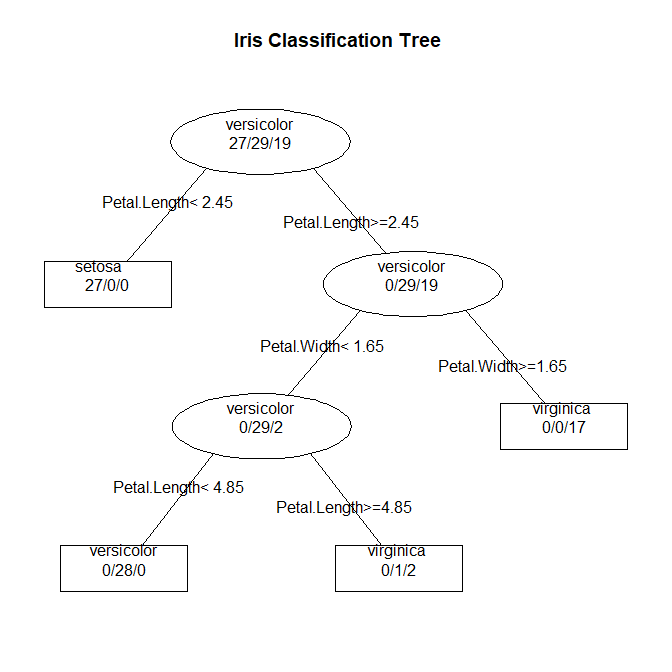 Iris Classification Tree
versicolor
27/29/19
Petal.Length< 2.45
Petal.Length>=2.45
setosa
27/0/0
versicolor
0/29/19
Petal.Width< 1.65
Petal.Width>=1.65
versicolor
0/29/2
virginica
0/0/17
Petal.Length< 4.85
Petal.Length>=4.85
versicolor
0/28/0
virginica
0/1/2